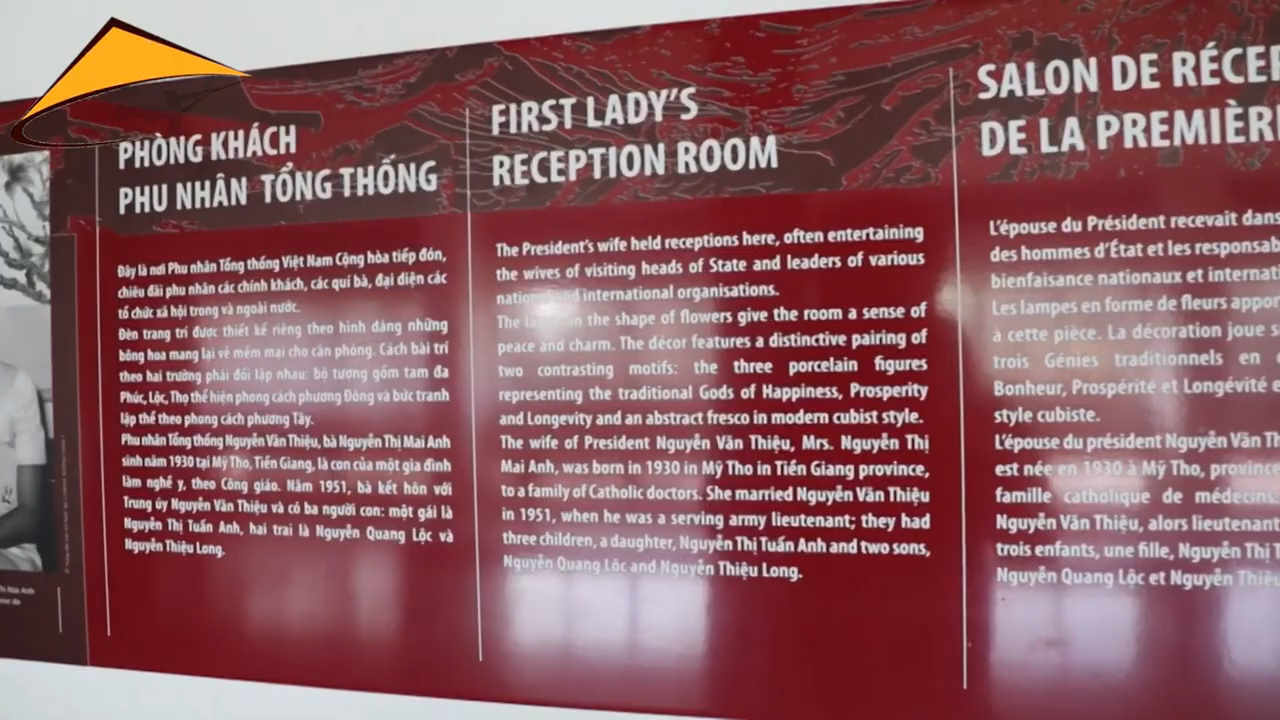 PHÒNG KHÁCH
PHU NHÂN TỔNG THỐNG
Đây là nơi Phu nhân Tổng thống Việt Nam Cộng hòa tiếp đón,
chiêu đãi phu nhân các chính khách, các quí bà, đại diện các
tổ chức xã hội trong và ngoài nước.
Đèn trang trí được thiết kế riêng theo hình dáng những
bông hoa mang lại vẻ mềm mại cho căn phòng. Cách bài trí
theo hai trường phái đối lập nhau: bộ tượng gốm tam đa
Phúc, Lộc, Thọ thể hiện phong cách phương Đông và bức tranh
lập thể theo phong cách phương Tây.
Phu nhân Tổng thống Nguyễn Văn Thiệu, bà Nguyễn Thị Mai Anh
sinh năm 1930 tại Mỹ Tho, Tiền Giang, là con của một gia đình
làm nghề y, theo Công giáo. Năm 1951, bà kết hôn với
Trung úy Nguyễn Văn Thiệu và có ba người con: một gái là
Nguyễn Thị Tuấn Anh, hai trai là Nguyễn Quang Lộc và
Nguyễn Thiệu Long.
FIRST LADY'S
RECEPTION ROOM
The President's wife held receptions here, often entertaining
the wives of visiting heads of State and leaders of various
international organisations.
The the shape of flowers give the room a sense of
peace and charm. The décor features a distinctive pairing of
two contrasting motifs: the three porcelain figures
representing the traditional Gods of Happiness, Prosperity
and Longevity and an abstract fresco in modern cubist style.
The wife of President Nguyễn Văn Thiệu, Mrs. Nguyễn Thị
Mai Anh, was born in 1930 in Mỹ Tho in Tiền Giang province,
to a family of Catholic doctors. She married Nguyễn Văn Thiệu
in 1951, when he was a serving army lieutenant; they had
three children, a daughter, Nguyễn Thị Tuấn Anh and two sons,
Nguyễn Quang Lộc and Nguyễn Thiệu Long.
SALON DE RÉCE
DE LA PREMIÈR
L'épouse du Président recevait dans
des hommes d'État et les responsab
bienfaisance nationaux et internati
Les lampes en forme de fleurs appor
à cette pièce. La décoration joue s
trois Génies traditionnels en
Bonheur, Prospérité et Longévité e
style cubiste.
L'épouse du président Nguyễn Văn Th
est née en 1930 à Mỹ Tho, province
famille catholique de médecins.
Nguyễn Văn Thiệu, alors lieutenant
trois enfants, une fille, Nguyễn Thị T
Nguyễn Quang Lộc et Nguyễn Thiệu